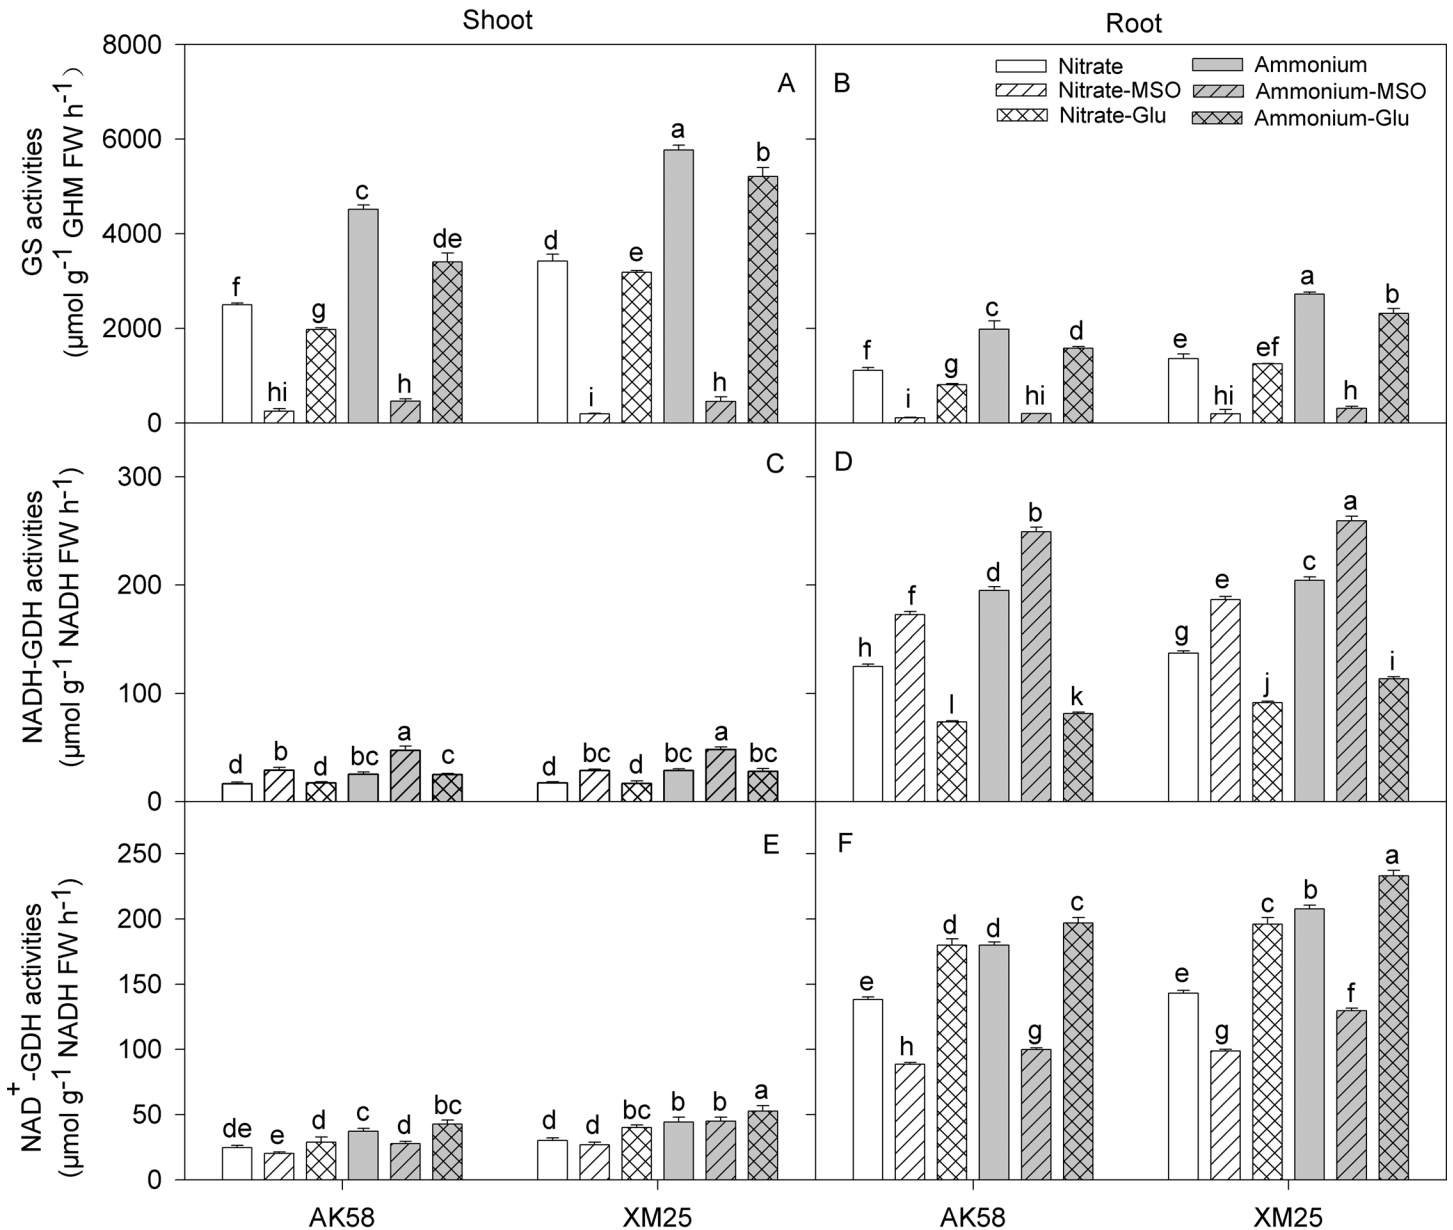 Shoot
Root
8000
6000
4000
2000
0
GS activities
(μmol g⁻¹ GHM FW h⁻¹)
A
B
Nitrate
Nitrate-MSO
Nitrate-Glu
Ammonium
Ammonium-MSO
Ammonium-Glu
f
hi
g
c
h
de
d
i
e
a
h
b
f
i
g
c
hi
d
e
hi
ef
a
h
b
300
200
100
0
NADH-GDH activities
(μmol g⁻¹ NADH FW h⁻¹)
C
D
d
b
d
bc
a
c
d
bc
d
bc
a
bc
h
f
l
d
b
k
g
e
j
c
a
i
250
200
150
100
50
0
NAD⁺-GDH activities
(μmol g⁻¹ NADH FW h⁻¹)
E
F
de
e
d
c
d
bc
d
d
bc
b
b
a
e
h
d
d
g
c
e
g
c
b
f
a
AK58
XM25
AK58
XM25